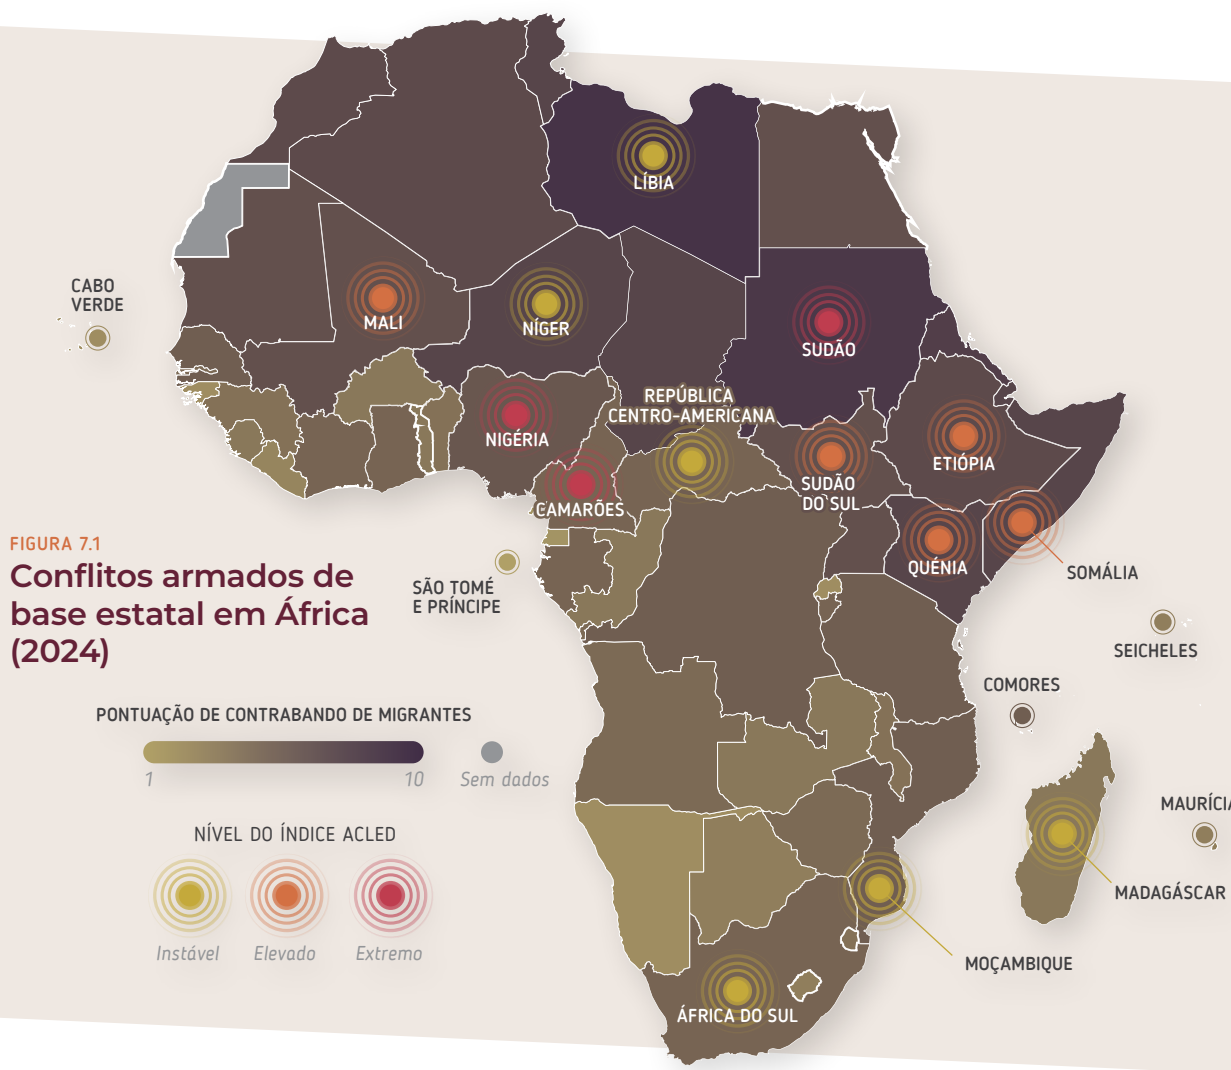 LÍBIA
CABO
VERDE
MALI
NÍGER
SUDÃO
REPÚBLICA
CENTRO-AMERICANA
NIGÉRIA
ETIÓPIA
SUDÃO
DO SUL
CAMARÕES
QUÉNIA
SOMÁLIA
FIGURA 7.1
Conflitos armados de
base estatal em África
(2024)
SÃO TOMÉ
E PRÍNCIPE
SEICHELES
COMORES
PONTUAÇÃO DE CONTRABANDO DE MIGRANTES
1
10
Sem dados
MAURÍCIA
NÍVEL DO ÍNDICE ACLED
Instável
Elevado
Extremo
MADAGÁSCAR
MOÇAMBIQUE
ÁFRICA DO SUL